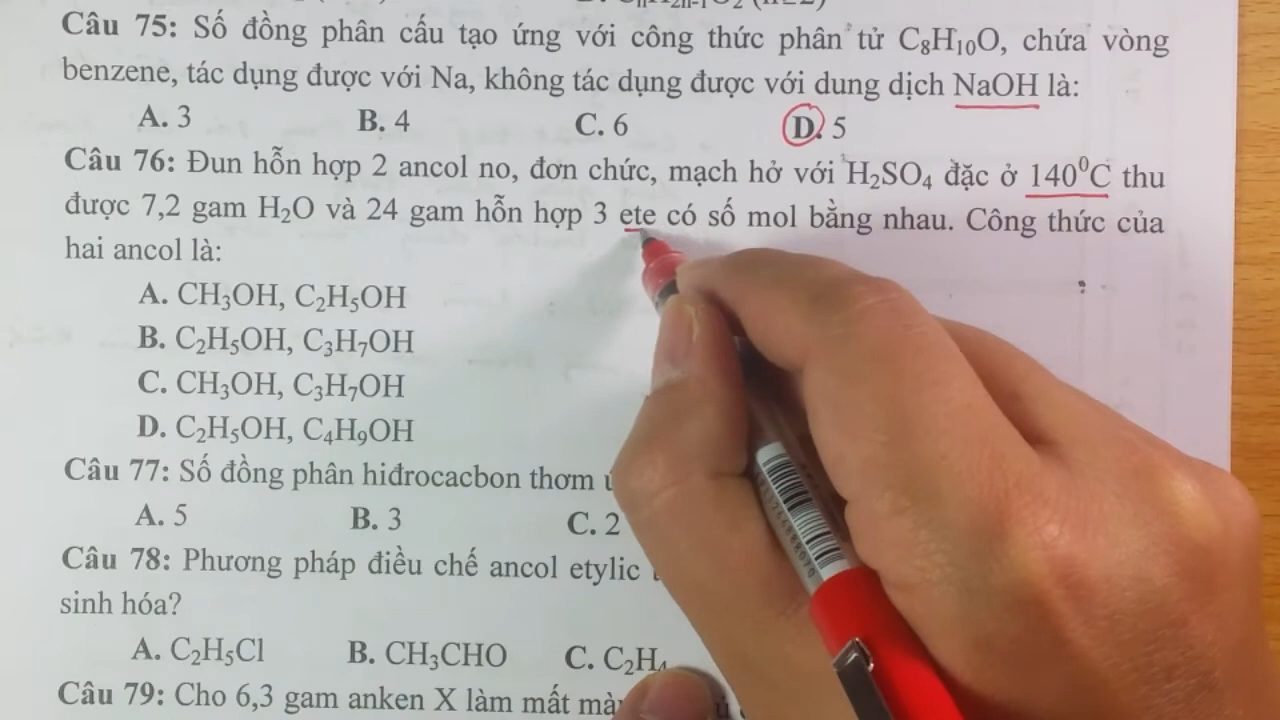 Câu 75: Số đồng phân cấu tạo ứng với công thức phân tử C₈H₁₀O, chứa vòng
benzene, tác dụng được với Na, không tác dụng được với dung dịch NaOH là:
A. 3 B. 4 C. 6 D. 5
Câu 76: Đun hỗn hợp 2 ancol no, đơn chức, mạch hở với H₂SO₄ đặc ở 140⁰C thu
được 7,2 gam H₂O và 24 gam hỗn hợp 3 ete có số mol bằng nhau. Công thức của
hai ancol là:
A. CH₃OH, C₂H₅OH
B. C₂H₅OH, C₃H₇OH
C. CH₃OH, C₃H₇OH
D. C₂H₅OH, C₄H₉OH
Câu 77: Số đồng phân hiđrocacbon thơm
A. 5 B. 3 C. 2
Câu 78: Phương pháp điều chế ancol etylic
sinh hóa?
A. C₂H₅Cl B. CH₃CHO C. C₂H₄
Câu 79: Cho 6,3 gam anken X làm mất